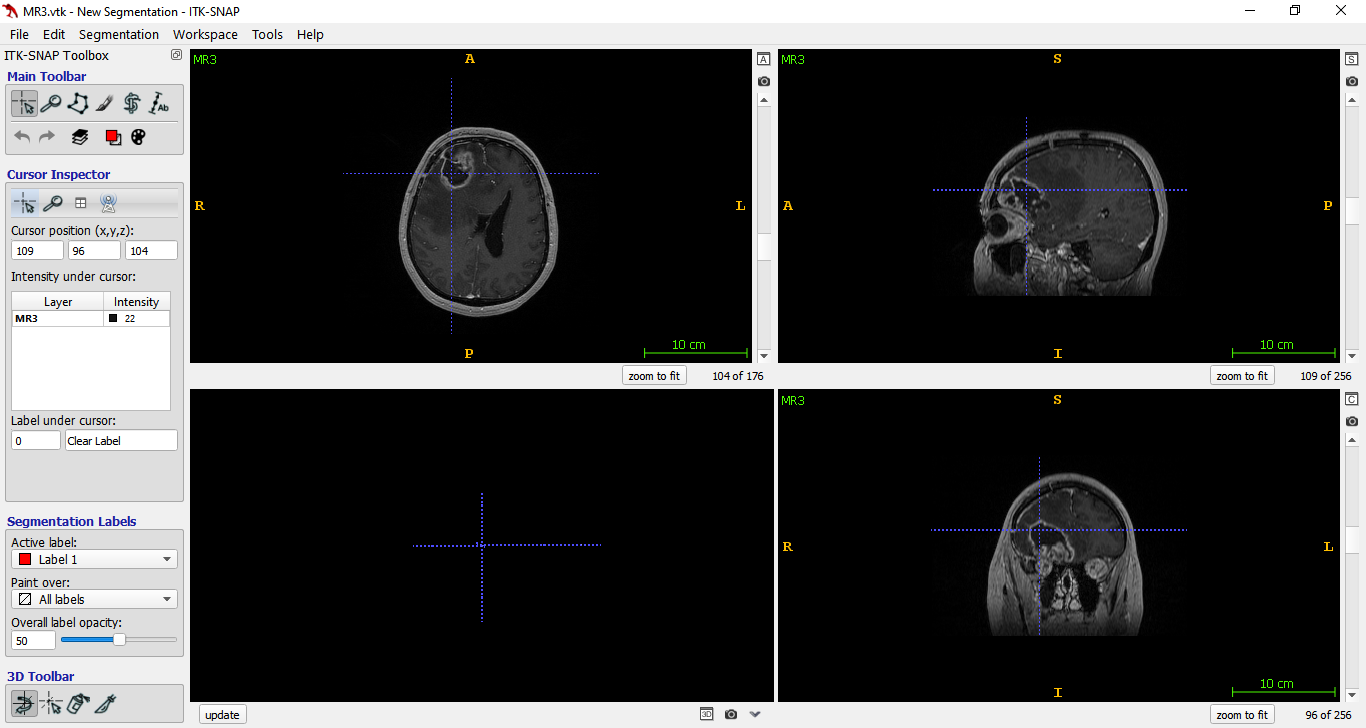 MR3.vtk - New Segmentation - ITK-SNAP
File Edit Segmentation Workspace Tools Help
ITK-SNAP Toolbox
Main Toolbar
Ab
Cursor Inspector
Cursor position (x,y,z):
109 96 104
Intensity under cursor:
Layer Intensity
MR3 22
Label under cursor:
0 Clear Label
Segmentation Labels
Active label:
Label 1
Paint over:
All labels
Overall label opacity:
50
3D Toolbar
MR3 A
R L
10 cm
P
A
zoom to fit 104 of 176
MR3 S
A P
10 cm
I
S
zoom to fit 109 of 256
update 3D
MR3 S
R L
10 cm
I
C
zoom to fit 96 of 256